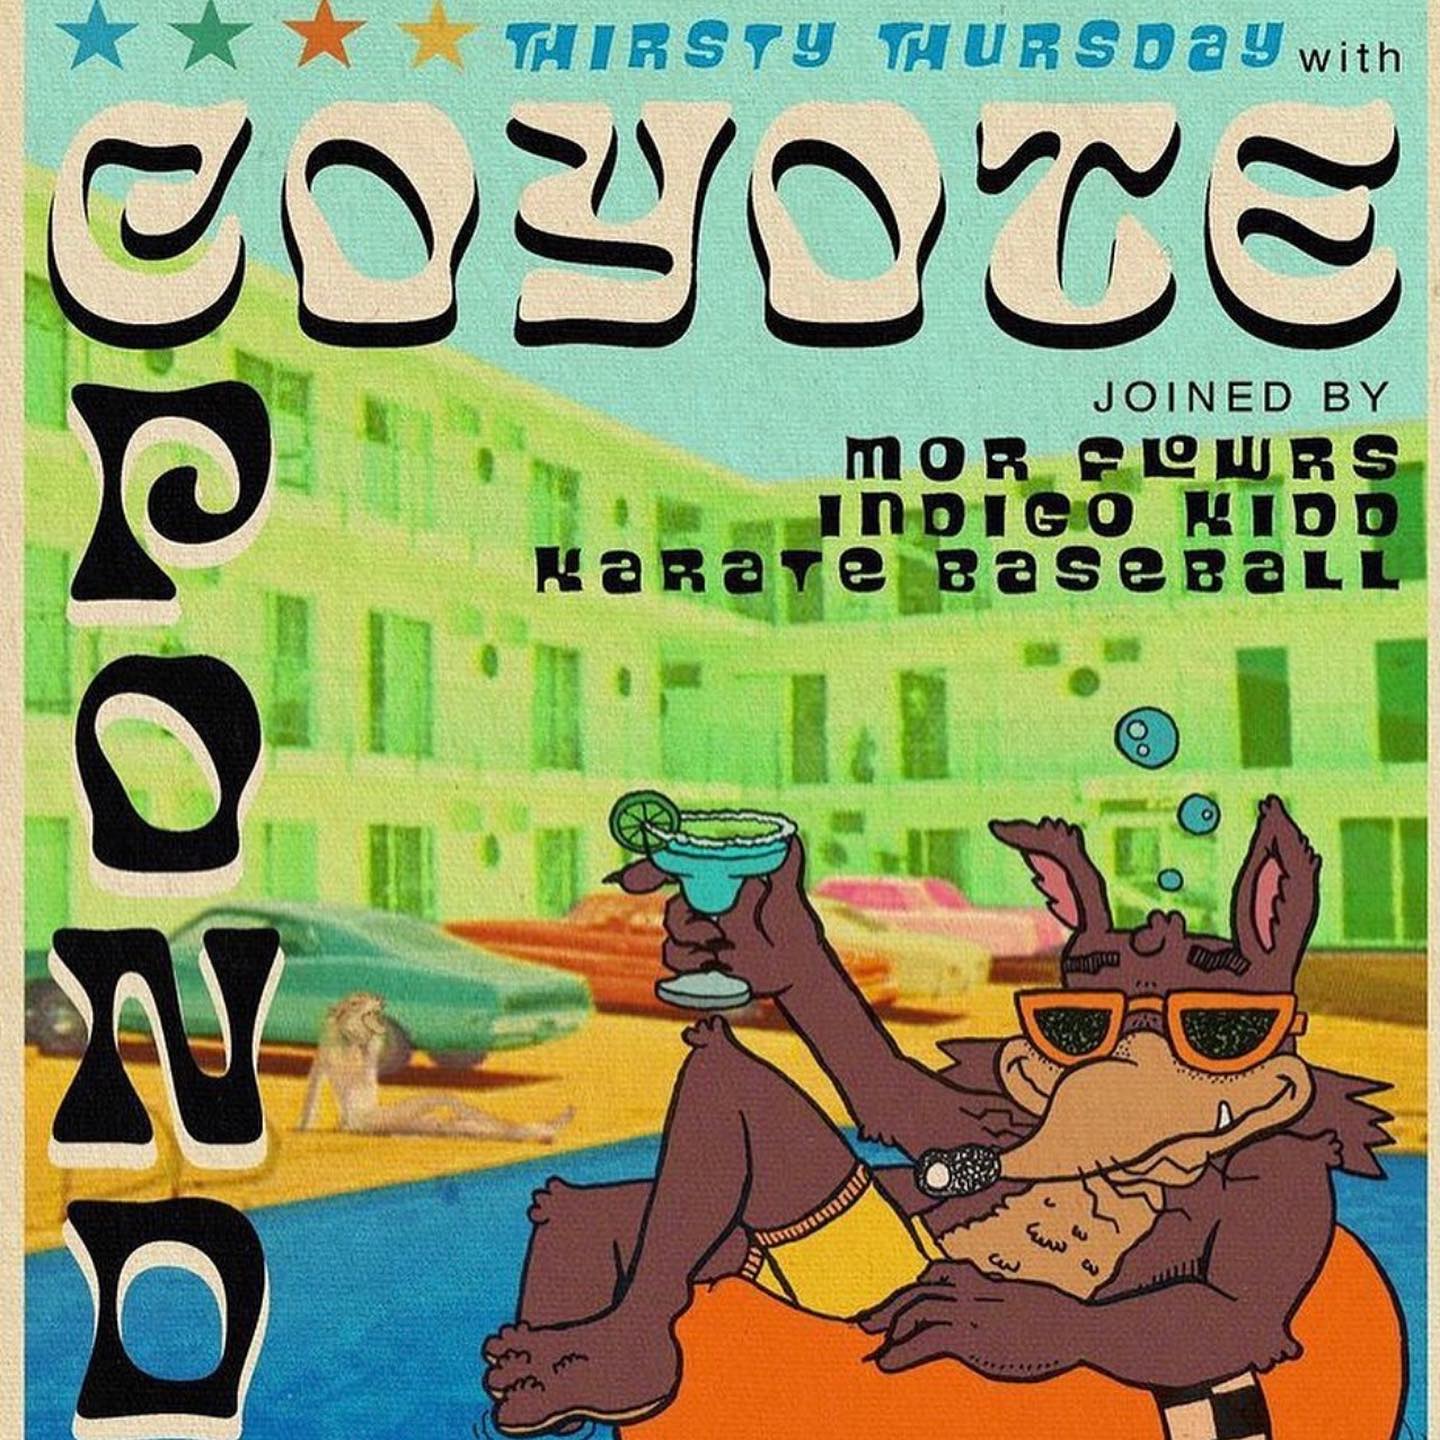 THIRSTY THURSDAY with
COYOTE
POND
JOINED BY
MOR FLOWRS
INDIGO KIDD
KARATE BASEBALL